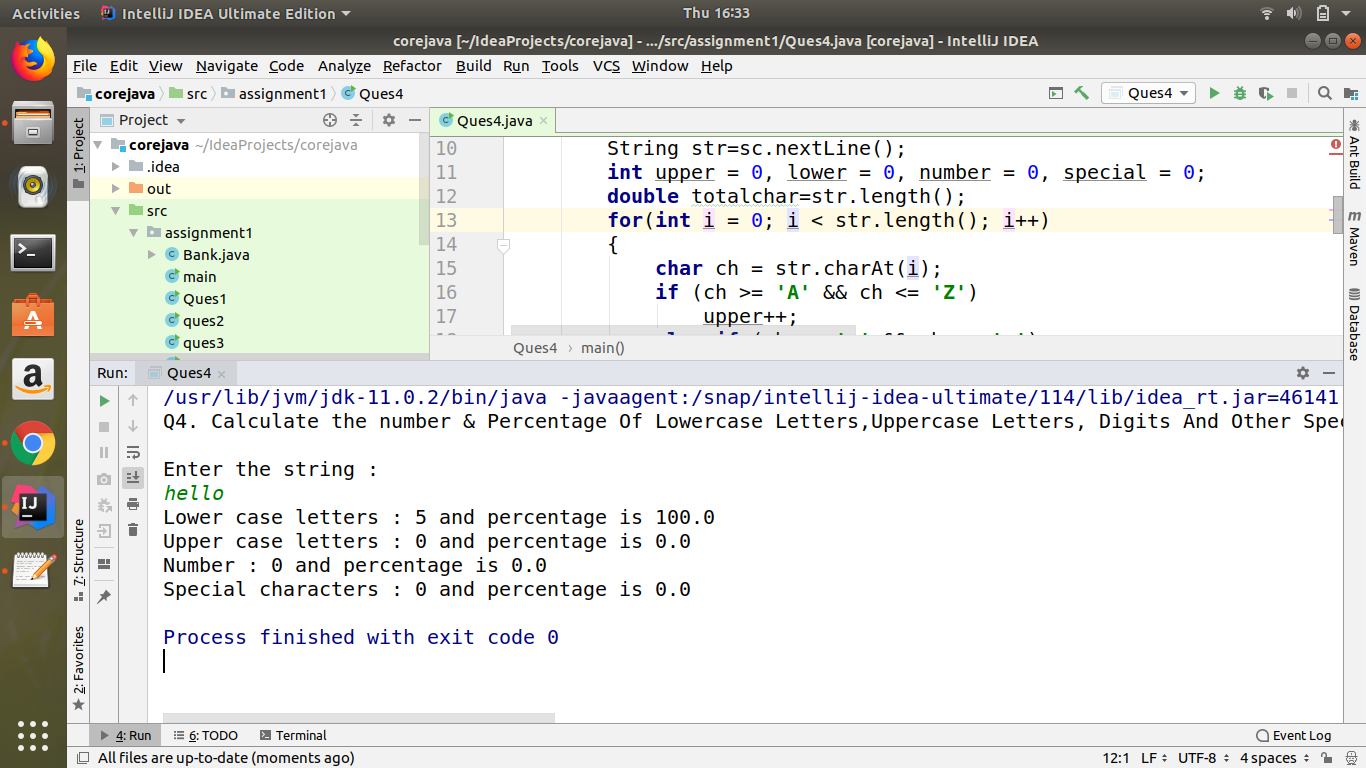 Activities IntelliJ IDEA Ultimate Edition Thu 16:33
corejava [~/IdeaProjects/corejava] - .../src/assignment1/Ques4.java [corejava] - IntelliJ IDEA
File Edit View Navigate Code Analyze Refactor Build Run Tools VCS Window Help
corejava src assignment1 Ques4 Ques4
1: Project
Project
corejava ~/IdeaProjects/corejava
.idea
out
src
assignment1
Bank.java
main
Ques1
ques2
ques3
Ques4.java
10 String str=sc.nextLine();
11 int upper = 0, lower = 0, number = 0, special = 0;
12 double totalchar=str.length();
13 for(int i = 0; i < str.length(); i++)
14 {
15 char ch = str.charAt(i);
16 if (ch >= 'A' && ch <= 'Z')
17 upper++;
Ques4 › main()
Ant Build
Maven
Database
Run: Ques4
/usr/lib/jvm/jdk-11.0.2/bin/java -javaagent:/snap/intellij-idea-ultimate/114/lib/idea_rt.jar=46141
Q4. Calculate the number & Percentage Of Lowercase Letters,Uppercase Letters, Digits And Other Spec
Enter the string :
hello
Lower case letters : 5 and percentage is 100.0
Upper case letters : 0 and percentage is 0.0
Number : 0 and percentage is 0.0
Special characters : 0 and percentage is 0.0
Process finished with exit code 0
7: Structure
2: Favorites
4: Run 6: TODO Terminal Event Log
All files are up-to-date (moments ago) 12:1 LF UTF-8 4 spaces